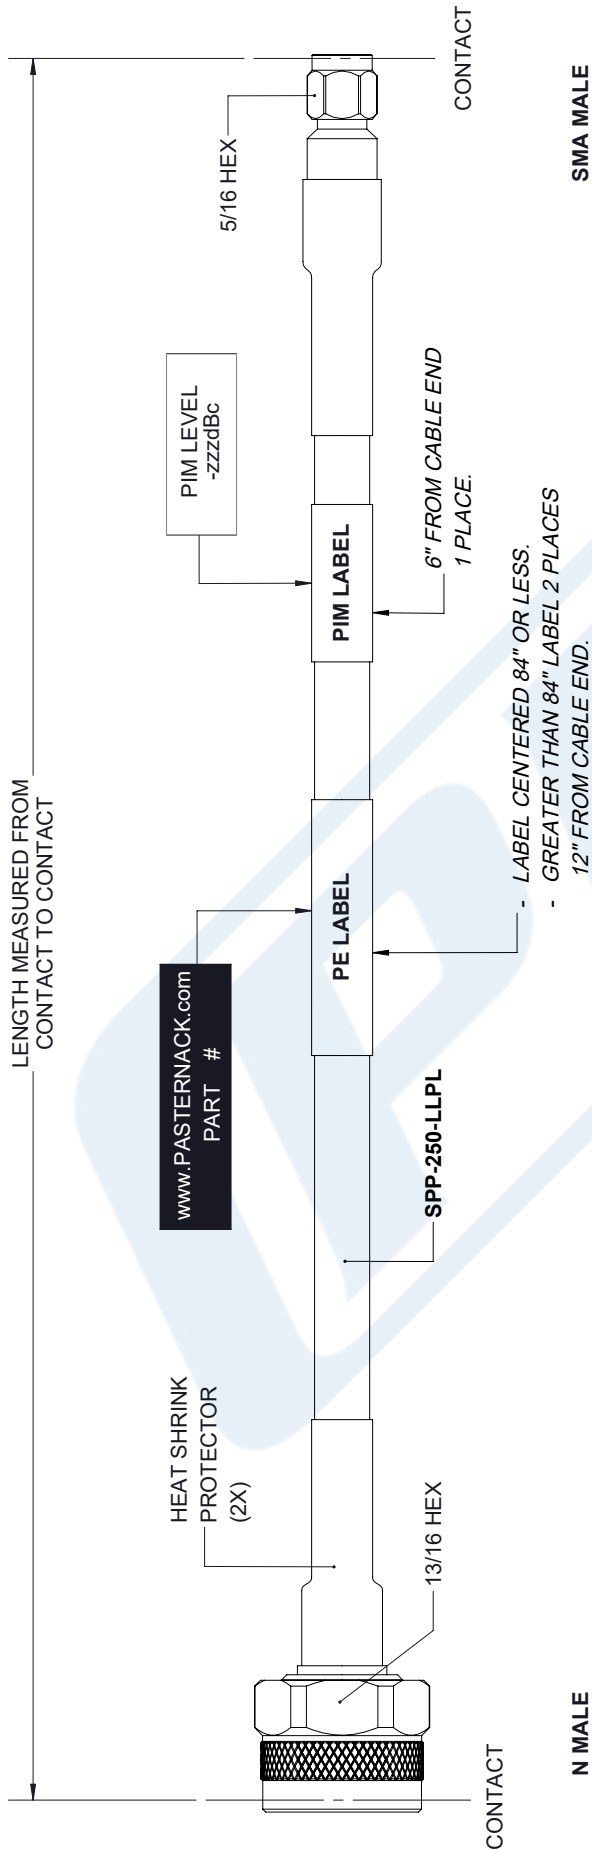 LENGTH MEASURED FROM
CONTACT TO CONTACT
www.PASTERNACK.com
PART #
PIM LEVEL
-zzzdBc
HEAT SHRINK
PROTECTOR
(2X)
5/16 HEX
PE LABEL
PIM LABEL
13/16 HEX
SPP-250-LLPL
6" FROM CABLE END
1 PLACE.
CONTACT
CONTACT
- LABEL CENTERED 84" OR LESS.
- GREATER THAN 84" LABEL 2 PLACES
12" FROM CABLE END.
N MALE
SMA MALE